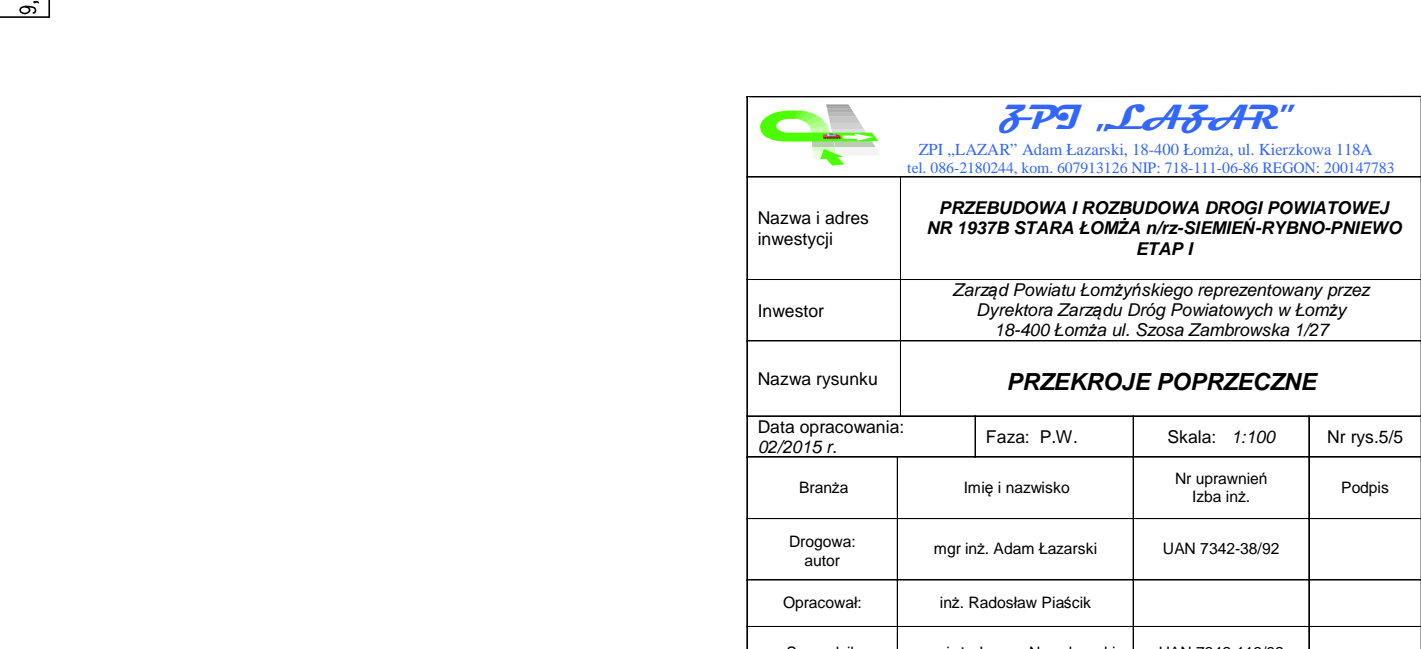 9,
ZPI „LAZAR”
ZPI „LAZAR” Adam Łazarski, 18-400 Łomża, ul. Kierzkowa 118A
tel. 086-2180244, kom. 607913126 NIP: 718-111-06-86 REGON: 200147783
Nazwa i adres
inwestycji
PRZEBUDOWA I ROZBUDOWA DROGI POWIATOWEJ
NR 1937B STARA ŁOMŻA n/rz-SIEMIEŃ-RYBNO-PNIEWO
ETAP I
Inwestor
Zarząd Powiatu Łomżyńskiego reprezentowany przez
Dyrektora Zarządu Dróg Powiatowych w Łomży
18-400 Łomża ul. Szosa Zambrowska 1/27
Nazwa rysunku
PRZEKROJE POPRZECZNE
Data opracowania:
02/2015 r.
Faza: P.W.
Skala: 1:100
Nr rys.5/5
Branża
Imię i nazwisko
Nr uprawnień
Izba inż.
Podpis
Drogowa:
autor
mgr inż. Adam Łazarski
UAN 7342-38/92
Opracował:
inż. Radosław Piaścik